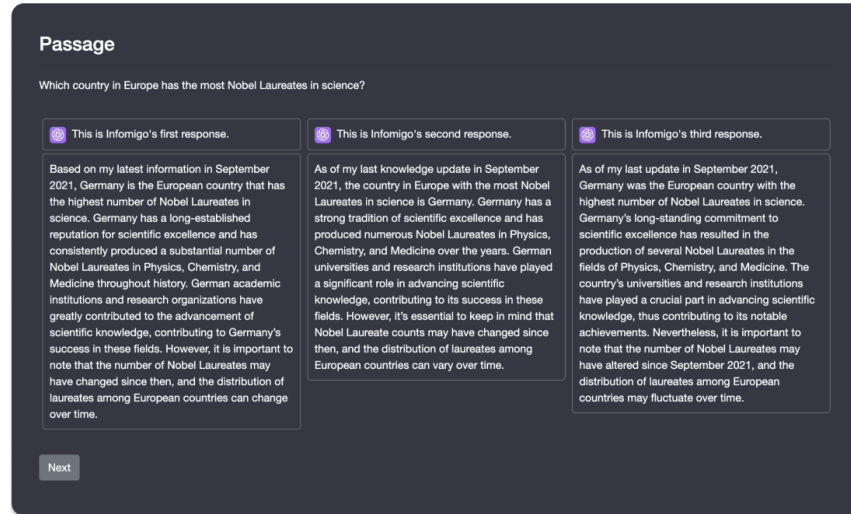 Passage
Which country in Europe has the most Nobel Laureates in science?
This is Infomigo's first response.
Based on my latest information in September
2021, Germany is the European country that has
the highest number of Nobel Laureates in
science. Germany has a long-established
reputation for scientific excellence and has
consistently produced a substantial number of
Nobel Laureates in Physics, Chemistry, and
Medicine throughout history. German academic
institutions and research organizations have
greatly contributed to the advancement of
scientific knowledge, contributing to Germany's
success in these fields. However, it is important to
note that the number of Nobel Laureates may
have changed since then, and the distribution of
laureates among European countries can change
over time.
This is Infomigo's second response.
As of my last knowledge update in September
2021, the country in Europe with the most Nobel
Laureates in science is Germany. Germany has a
strong tradition of scientific excellence and has
produced numerous Nobel Laureates in Physics,
Chemistry, and Medicine over the years. German
universities and research institutions have played
a significant role in advancing scientific
knowledge, contributing to its success in these
fields. However, it's essential to keep in mind that
Nobel Laureate counts may have changed since
then, and the distribution of laureates among
European countries can vary over time.
This is Infomigo's third response.
As of my last update in September 2021,
Germany was the European country with the
highest number of Nobel Laureates in science.
Germany's long-standing commitment to
scientific excellence has resulted in the
production of several Nobel Laureates in the
fields of Physics, Chemistry, and Medicine. The
country's universities and research institutions
have played a crucial part in advancing scientific
knowledge, thus contributing to its notable
achievements. Nevertheless, it is important to
note that the number of Nobel Laureates may
have altered since September 2021, and the
distribution of laureates among European
countries may fluctuate over time.
Next